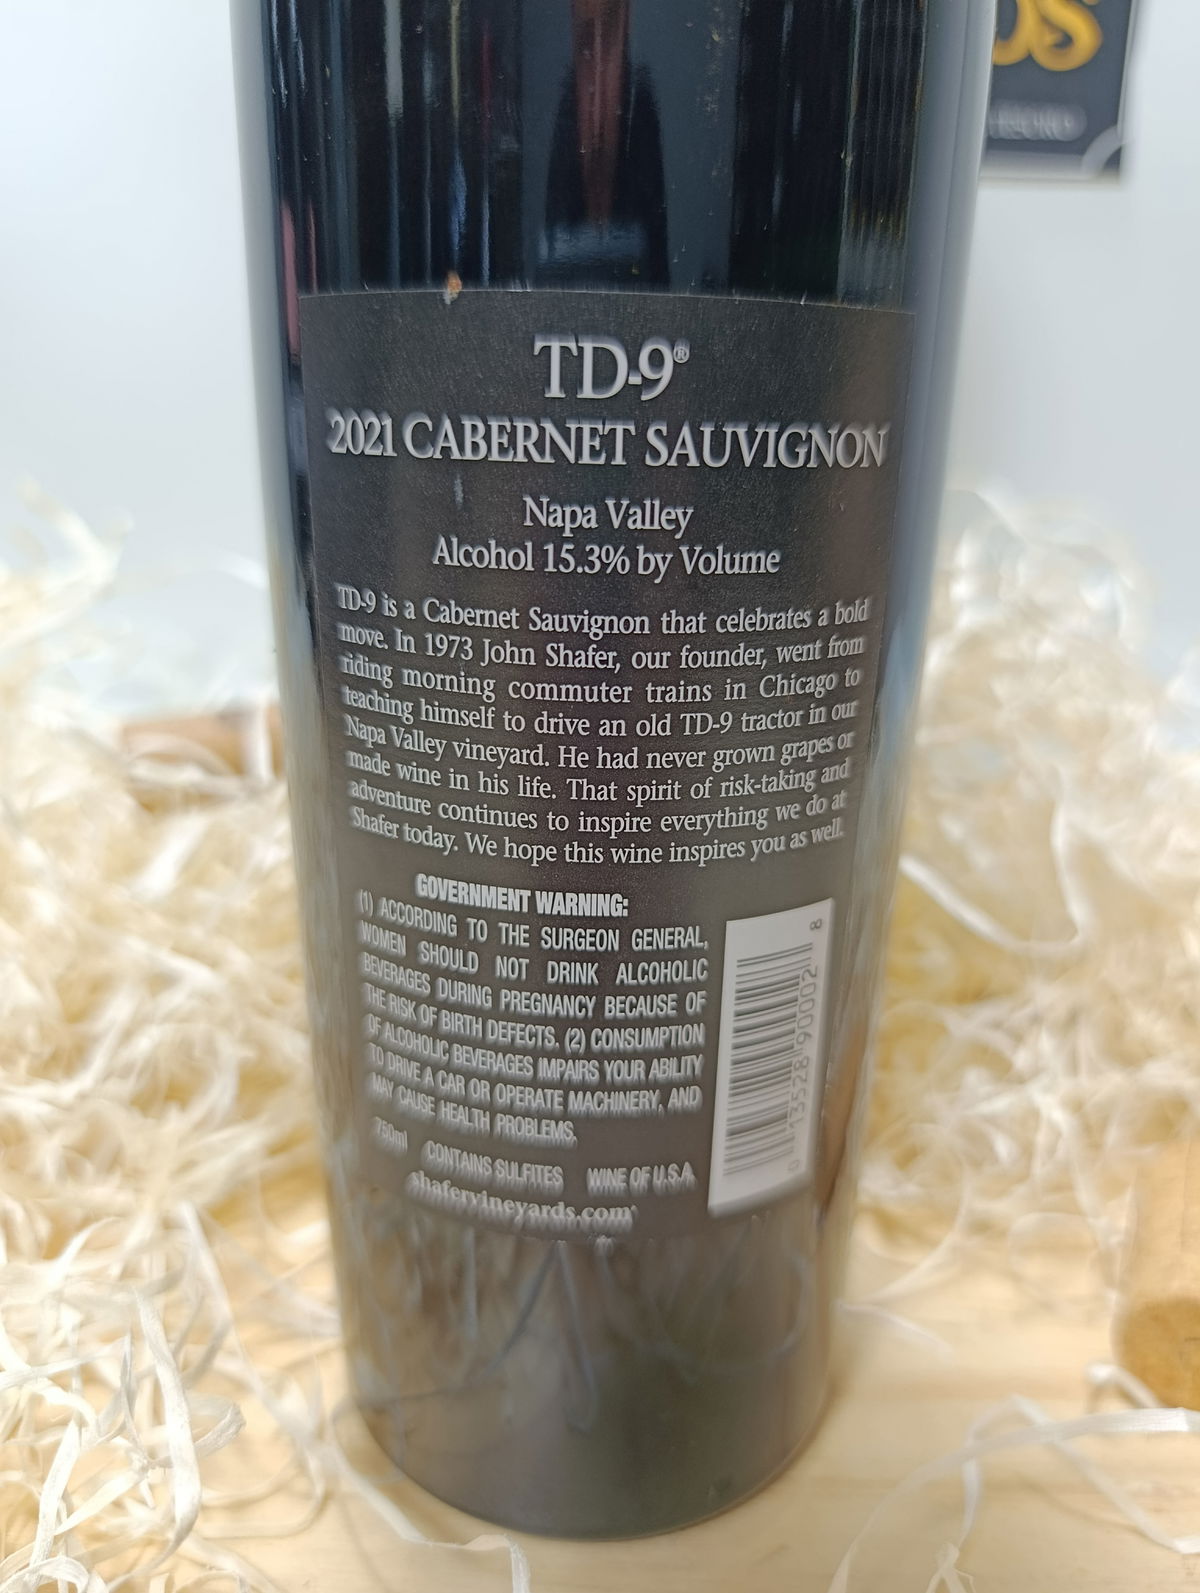 TD-9®
2021 CABERNET SAUVIGNON
Napa Valley
Alcohol 15.3% by Volume
TD-9 is a Cabernet Sauvignon that celebrates a bold
move. In 1973 John Shafer, our founder, went from
riding morning commuter trains in Chicago to
teaching himself to drive an old TD-9 tractor in our
Napa Valley vineyard. He had never grown grapes or
made wine in his life. That spirit of risk-taking and
adventure continues to inspire everything we do at
Shafer today. We hope this wine inspires you as well.
GOVERNMENT WARNING:
(1) ACCORDING TO THE SURGEON GENERAL,
WOMEN SHOULD NOT DRINK ALCOHOLIC
BEVERAGES DURING PREGNANCY BECAUSE OF
THE RISK OF BIRTH DEFECTS. (2) CONSUMPTION
OF ALCOHOLIC BEVERAGES IMPAIRS YOUR ABILITY
TO DRIVE A CAR OR OPERATE MACHINERY, AND
MAY CAUSE HEALTH PROBLEMS.
750ml CONTAINS SULFITES WINE OF U.S.A.
shafervineyards.com
0 13528 90002 8